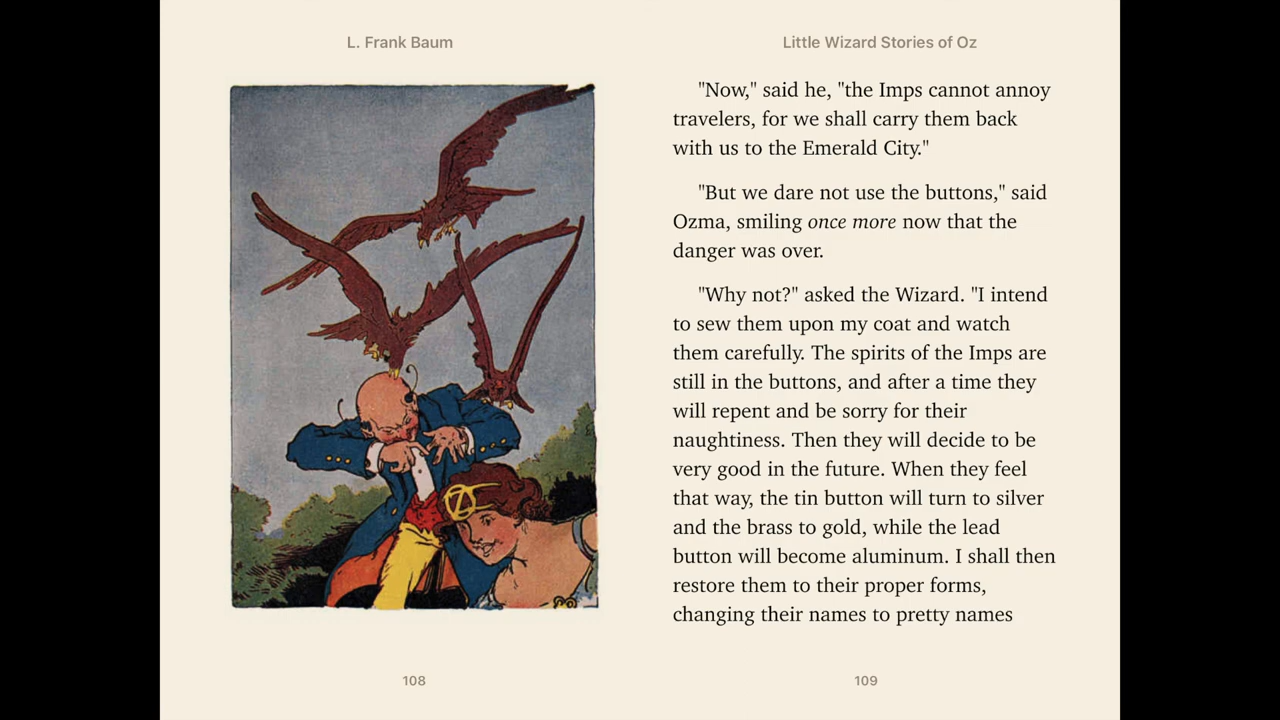 L. Frank Baum
OZ
108
Little Wizard Stories of Oz
"Now," said he, "the Imps cannot annoy
travelers, for we shall carry them back
with us to the Emerald City."
"But we dare not use the buttons," said
Ozma, smiling once more now that the
danger was over.
"Why not?" asked the Wizard. "I intend
to sew them upon my coat and watch
them carefully. The spirits of the Imps are
still in the buttons, and after a time they
will repent and be sorry for their
naughtiness. Then they will decide to be
very good in the future. When they feel
that way, the tin button will turn to silver
and the brass to gold, while the lead
button will become aluminum. I shall then
restore them to their proper forms,
changing their names to pretty names
109